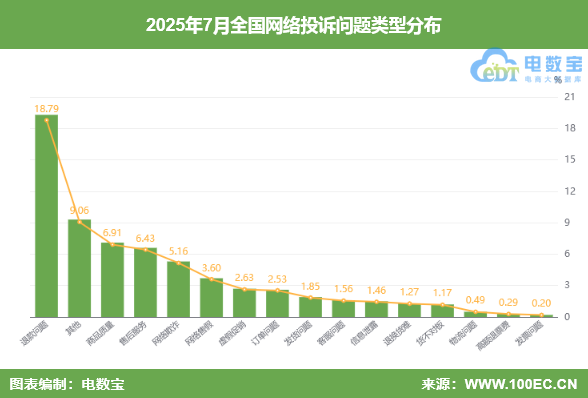 2025年7月全国网络投诉问题类型分布
电数宝
eDT
电商大数据库
%
21
18
15
12
9
6
3
0
18.79
9.06
6.91
6.43
5.16
3.60
2.63
2.53
1.85
1.56
1.46
1.27
1.17
0.49
0.29
0.20
退款问题
其他
商品质量
售后服务
网络欺诈
网络售假
虚假促销
订单问题
发货问题
客服问题
信息泄露
退换货难
货不对板
物流问题
高额退票费
发票问题
图表编制：电数宝
来源：WWW.100EC.CN